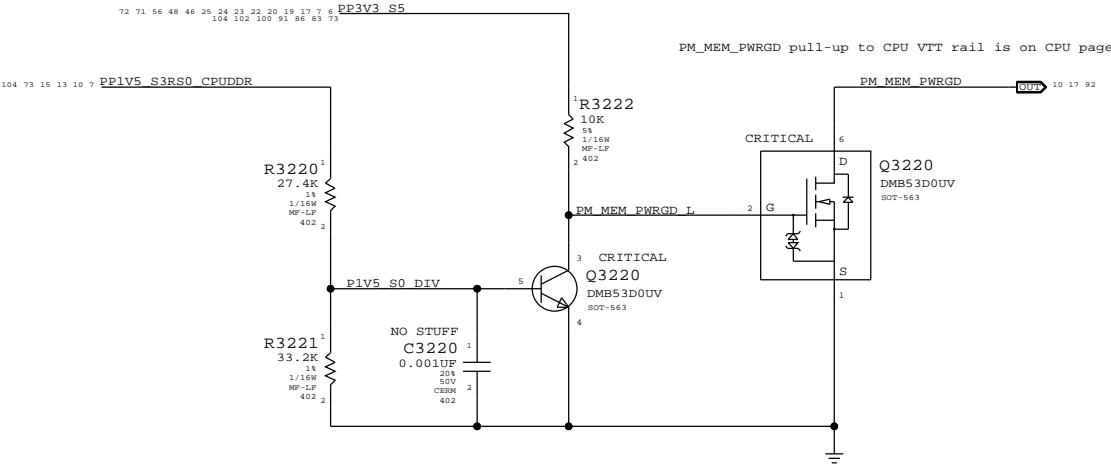 72 71 56 48 46 25 24 23 22 20 19 17 7 6
104 102 100 91 86 83 73
PP3V3_S5
PM_MEM_PWRGD pull-up to CPU VTT rail is on CPU page
104 73 15 13 10 7
PP1V5_S3RS0_CPUDDR
PM_MEM_PWRGD
OUT
10 17 92
1
R3222
10K
5%
1/16W
MF-LF
402
2
CRITICAL
6
D
Q3220
DMB53D0UV
SOT-563
2
G
S
1
R3220
1
27.4K
1%
1/16W
MF-LF
402
2
PM_MEM_PWRGD_L
3
CRITICAL
Q3220
DMB53D0UV
SOT-563
5
4
P1V5_S0_DIV
NO STUFF
C3220
1
0.001UF
20%
50V
CERM
402
2
R3221
1
33.2K
1%
1/16W
MF-LF
402
2